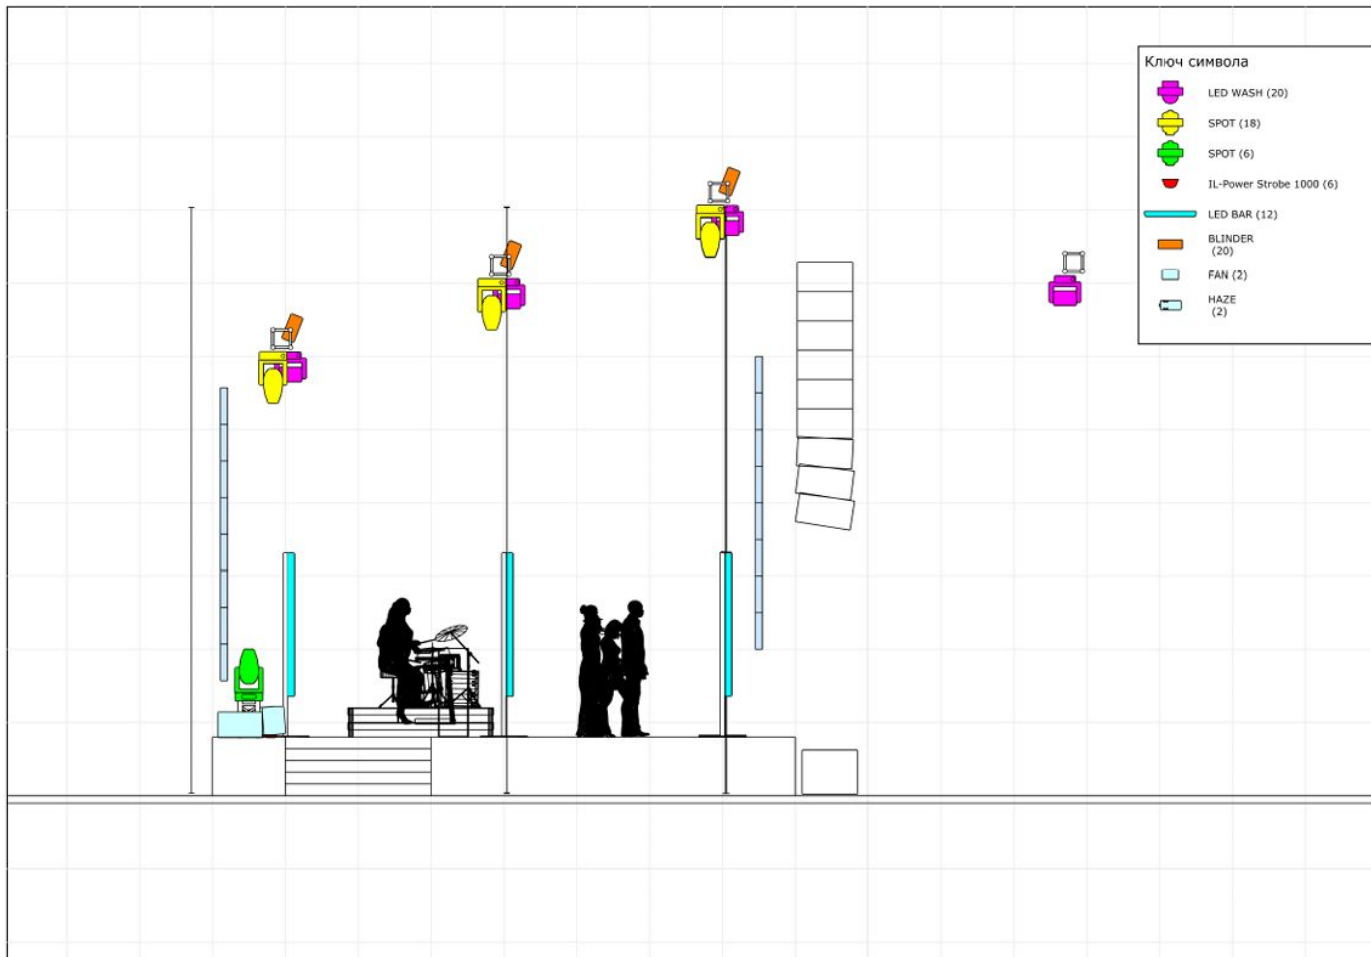 Ключ символа
LED WASH (20)
SPOT (18)
SPOT (6)
IL-Power Strobe 1000 (6)
LED BAR (12)
BLINDER
(20)
FAN (2)
HAZE
(2)